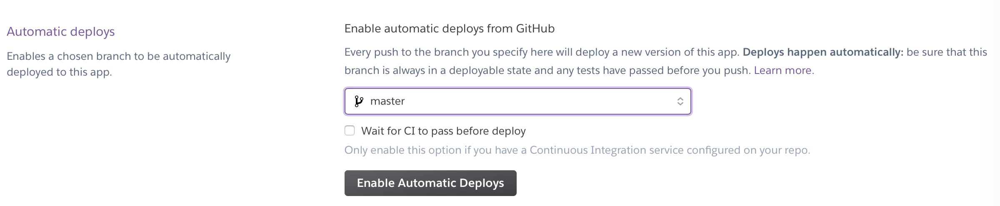 Automatic deploys
Enables a chosen branch to be automatically
deployed to this app.
Enable automatic deploys from GitHub
Every push to the branch you specify here will deploy a new version of this app. Deploys happen automatically: be sure that this
branch is always in a deployable state and any tests have passed before you push. Learn more.
master
Wait for CI to pass before deploy
Only enable this option if you have a Continuous Integration service configured on your repo.
Enable Automatic Deploys